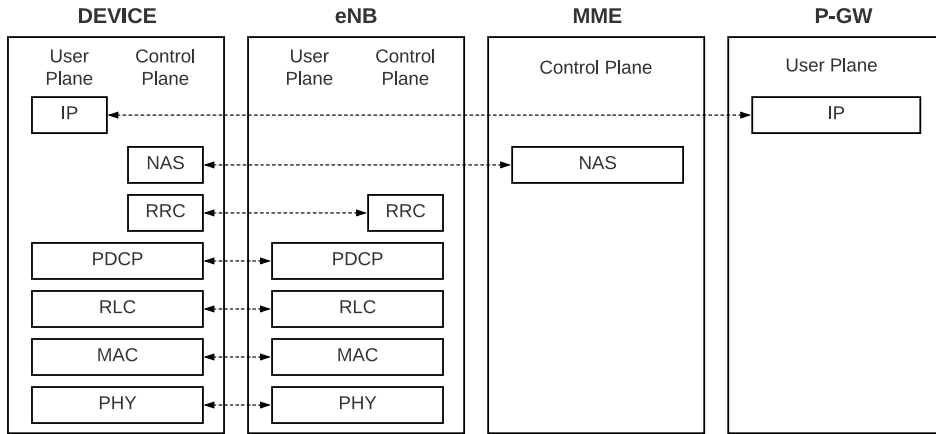 DEVICE
eNB
MME
P-GW
User
Plane
Control
Plane
User
Plane
Control
Plane
Control Plane
User Plane
IP
IP
NAS
NAS
RRC
RRC
PDCP
PDCP
RLC
RLC
MAC
MAC
PHY
PHY